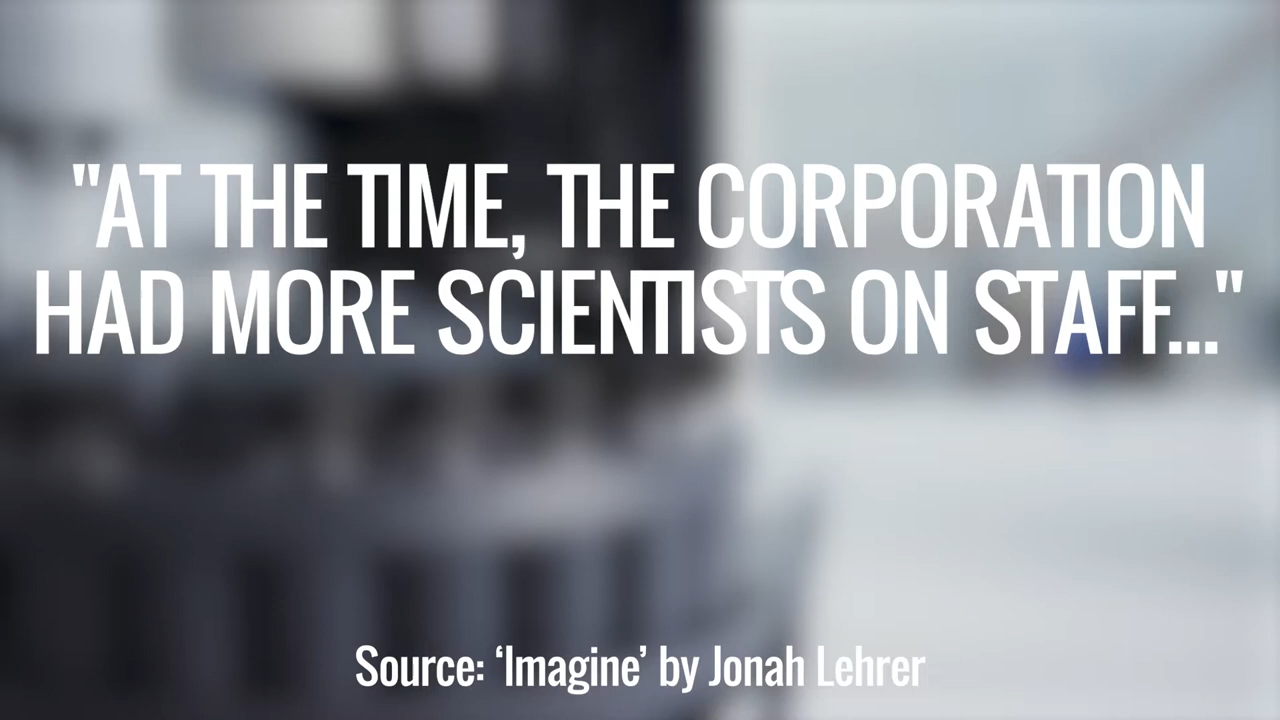 "AT THE TIME, THE CORPORATION
HAD MORE SCIENTISTS ON STAFF..."
Source: ‘Imagine’ by Jonah Lehrer